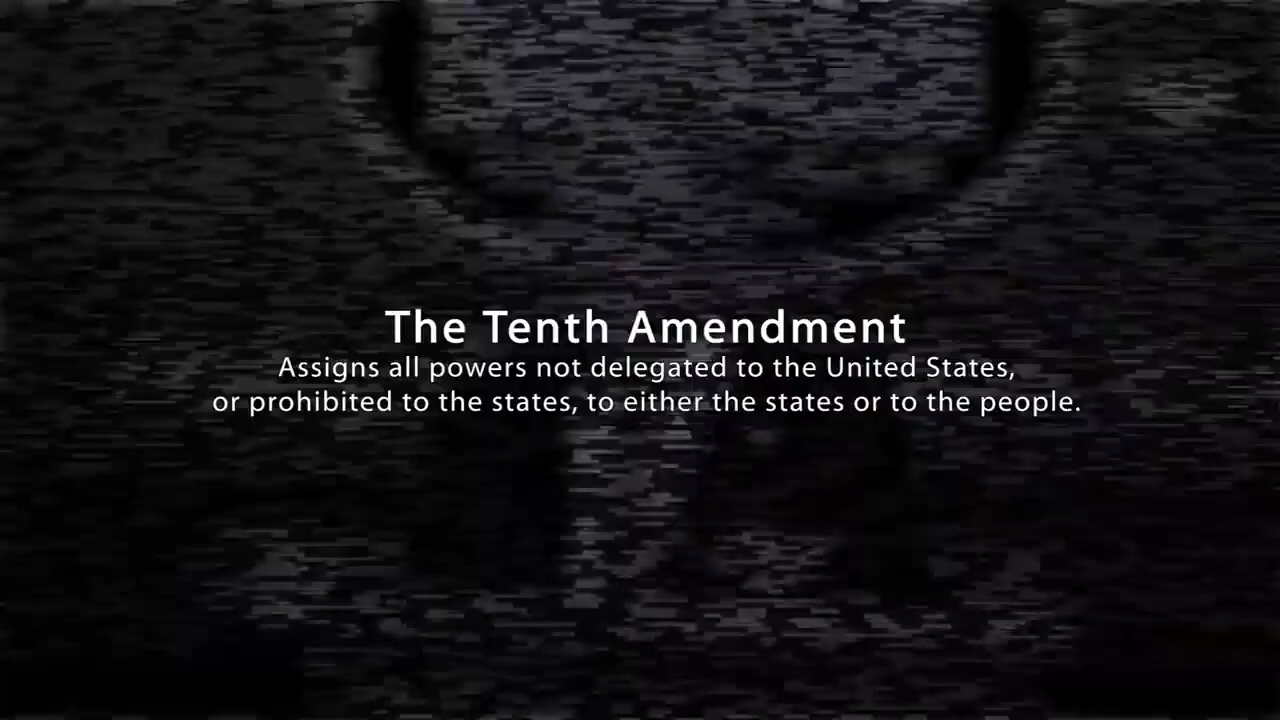 The Tenth Amendment
Assigns all powers not delegated to the United States,
or prohibited to the states, to either the states or to the people.